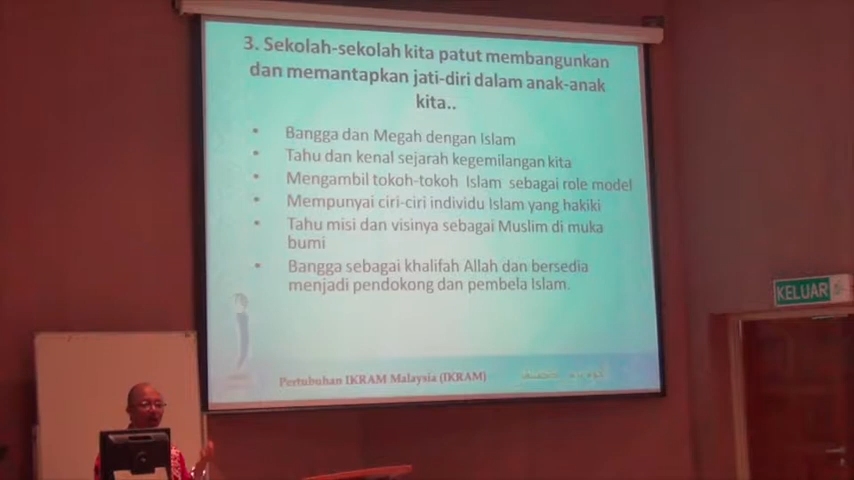 3. Sekolah-sekolah kita patut membangunkan
dan memantapkan jati-diri dalam anak-anak
kita..
• Bangga dan Megah dengan Islam
• Tahu dan kenal sejarah kegemilangan kita
• Mengambil tokoh-tokoh Islam sebagai role model
• Mempunyai ciri-ciri individu Islam yang hakiki
• Tahu misi dan visinya sebagai Muslim di muka
bumi
• Bangga sebagai khalifah Allah dan bersedia
menjadi pendokong dan pembela Islam.
Pertubuhan IKRAM Malaysia (IKRAM)
KELUAR